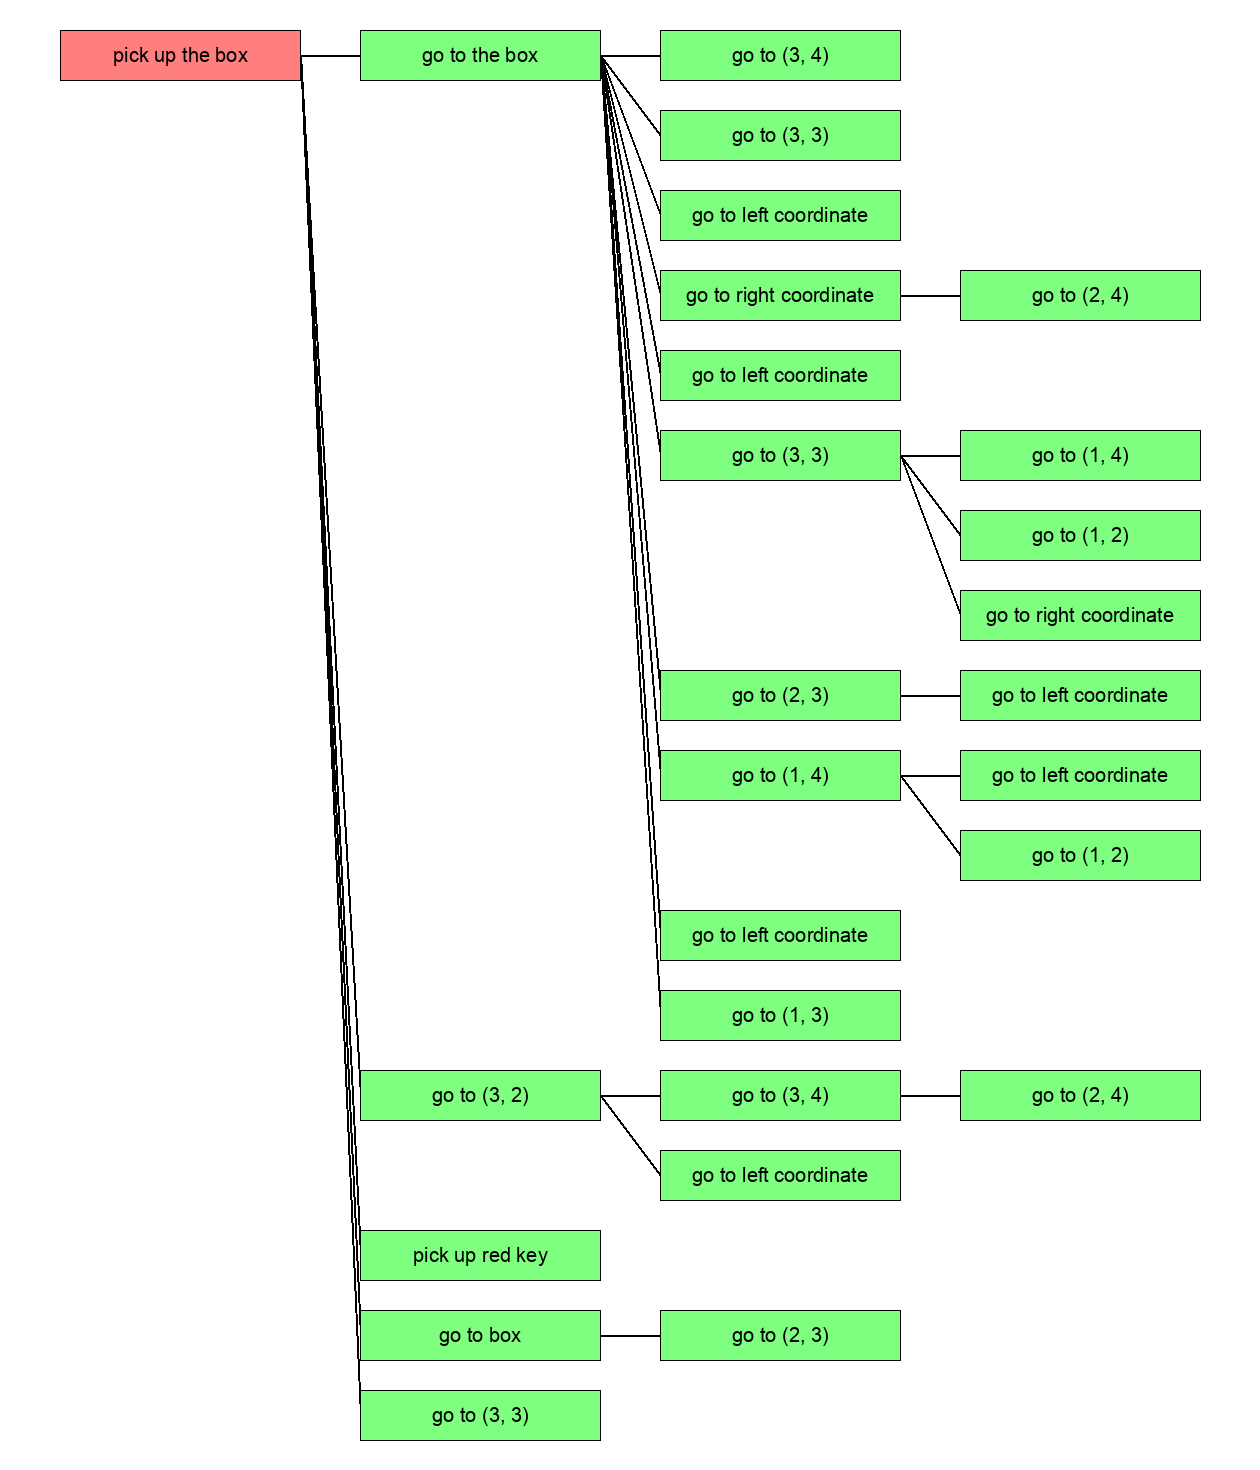 pick up the box
go to the box
go to (3, 4)
go to (3, 3)
go to left coordinate
go to right coordinate
go to (2, 4)
go to left coordinate
go to (3, 3)
go to (1, 4)
go to (1, 2)
go to right coordinate
go to (2, 3)
go to left coordinate
go to (1, 4)
go to left coordinate
go to (1, 2)
go to left coordinate
go to (1, 3)
go to (3, 2)
go to (3, 4)
go to (2, 4)
go to left coordinate
pick up red key
go to box
go to (2, 3)
go to (3, 3)